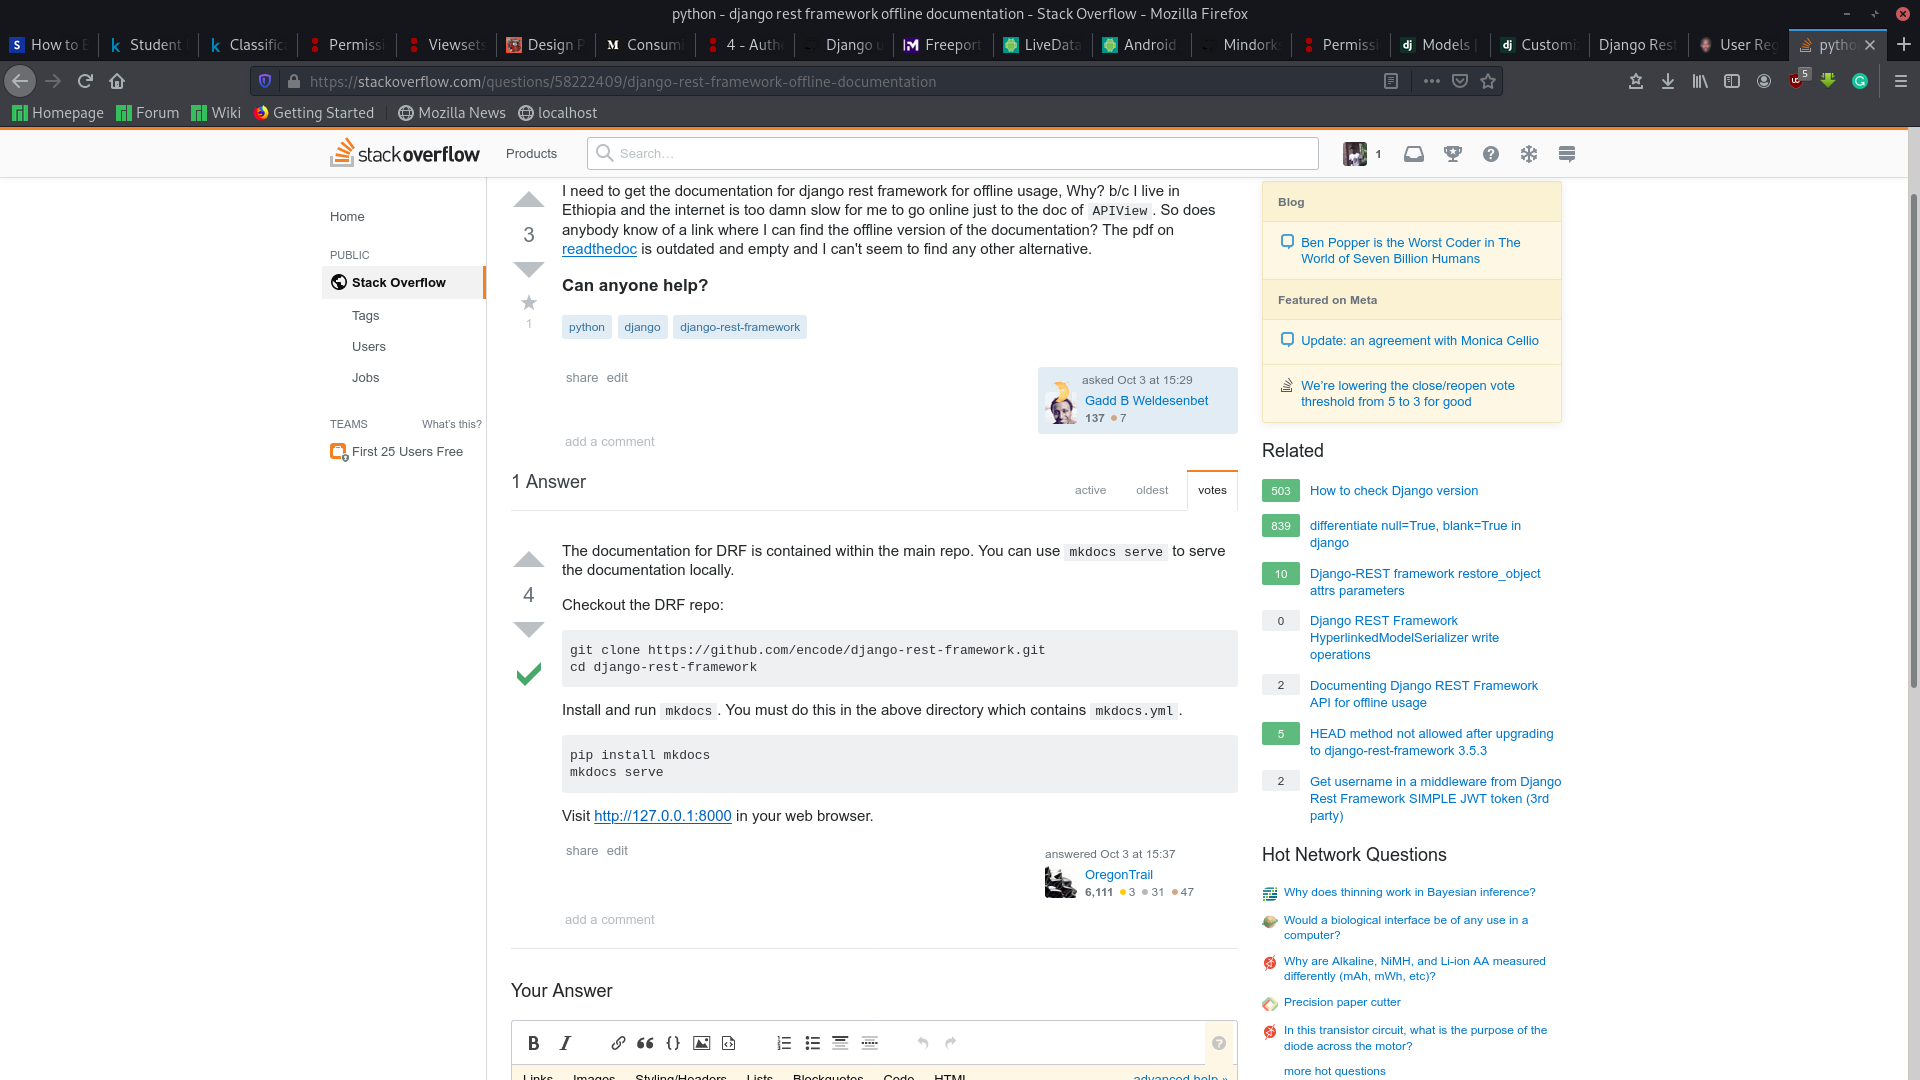 python - django rest framework offline documentation - Stack Overflow - Mozilla Firefox
How to
Student
Classific
Permissi
Viewsets
Design P
Consumi
4 - Auth
Django u
Freeport
LiveData
Android
Mindork
Permissi
Models
Customi
Django Rest
User Reg
pytho
https://stackoverflow.com/questions/58222409/django-rest-framework-offline-documentation
5
Homepage Forum Wiki Getting Started Mozilla News localhost
stackoverflow Products Search... 1
Home
PUBLIC
Stack Overflow
Tags
Users
Jobs
TEAMS What's this?
First 25 Users Free
I need to get the documentation for django rest framework for offline usage, Why? b/c I live in
Ethiopia and the internet is too damn slow for me to go online just to the doc of APIView . So does
anybody know of a link where I can find the offline version of the documentation? The pdf on
readthedoc is outdated and empty and I can't seem to find any other alternative.
3
1
Can anyone help?
python django django-rest-framework
share edit
asked Oct 3 at 15:29
Gadd B Weldesenbet
137 7
add a comment
1 Answer
active oldest votes
The documentation for DRF is contained within the main repo. You can use mkdocs serve to serve
the documentation locally.
4
Checkout the DRF repo:
git clone https://github.com/encode/django-rest-framework.git
cd django-rest-framework
Install and run mkdocs . You must do this in the above directory which contains mkdocs.yml .
pip install mkdocs
mkdocs serve
Visit http://127.0.0.1:8000 in your web browser.
share edit
answered Oct 3 at 15:37
OregonTrail
6,111 3 31 47
add a comment
Your Answer
B I
Links Images Styling/Headers Lists Blockquotes Code HTML advanced help »
Blog
Ben Popper is the Worst Coder in The
World of Seven Billion Humans
Featured on Meta
Update: an agreement with Monica Cellio
We're lowering the close/reopen vote
threshold from 5 to 3 for good
Related
503 How to check Django version
839 differentiate null=True, blank=True in
django
10 Django-REST framework restore_object
attrs parameters
0 Django REST Framework
HyperlinkedModelSerializer write
operations
2 Documenting Django REST Framework
API for offline usage
5 HEAD method not allowed after upgrading
to django-rest-framework 3.5.3
2 Get username in a middleware from Django
Rest Framework SIMPLE JWT token (3rd
party)
Hot Network Questions
Why does thinning work in Bayesian inference?
Would a biological interface be of any use in a
computer?
Why are Alkaline, NiMH, and Li-ion AA measured
differently (mAh, mWh, etc)?
Precision paper cutter
In this transistor circuit, what is the purpose of the
diode across the motor?
more hot questions